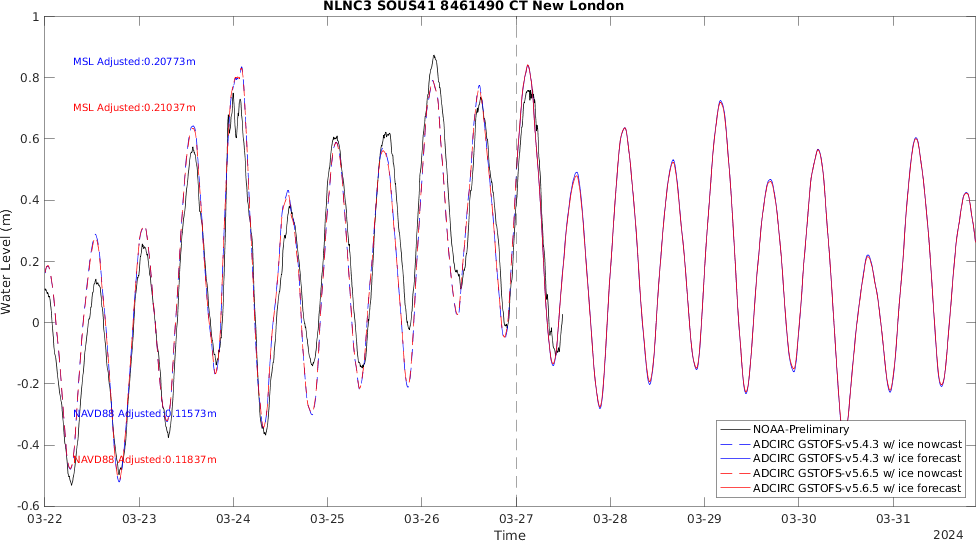 NLNC3 SOUS41 8461490 CT New London
1
0.8
0.6
0.4
0.2
0
-0.2
-0.4
-0.6
Water Level (m)
MSL Adjusted:0.20773m
MSL Adjusted:0.21037m
NAVD88 Adjusted:0.11573m
NAVD88 Adjusted:0.11837m
NOAA-Preliminary
ADCIRC GSTOFS-v5.4.3 w/ ice nowcast
ADCIRC GSTOFS-v5.4.3 w/ ice forecast
ADCIRC GSTOFS-v5.6.5 w/ ice nowcast
ADCIRC GSTOFS-v5.6.5 w/ ice forecast
03-22 03-23 03-24 03-25 03-26 03-27 03-28 03-29 03-30 03-31
Time
2024